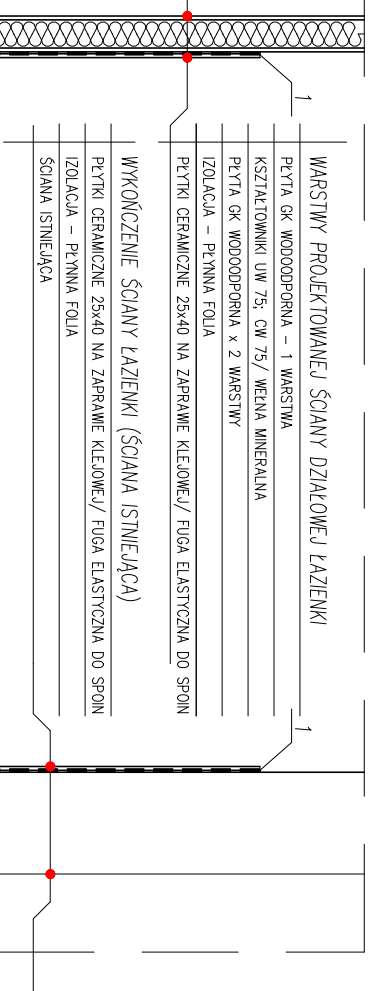 1
WARSTWY PROJEKTOWANEJ ŚCIANY DZIAŁOWEJ ŁAZIENKI
PŁYTA GK WODOODPORNA – 1 WARSTWA
KSZTAŁTOWNIKI UW 75; CW 75/ WEŁNA MINERALNA
PŁYTA GK WODOODPORNA x 2 WARSTWY
IZOLACJA – PŁYNNA FOLIA
PŁYTKI CERAMICZNE 25x40 NA ZAPRAWIE KLEJOWEJ/ FUGA ELASTYCZNA DO SPOIN
1
WYKOŃCZENIE ŚCIANY ŁAZIENKI (ŚCIANA ISTNIEJĄCA)
PŁYTKI CERAMICZNE 25x40 NA ZAPRAWIE KLEJOWEJ/ FUGA ELASTYCZNA DO SPOIN
IZOLACJA – PŁYNNA FOLIA
ŚCIANA ISTNIEJĄCA